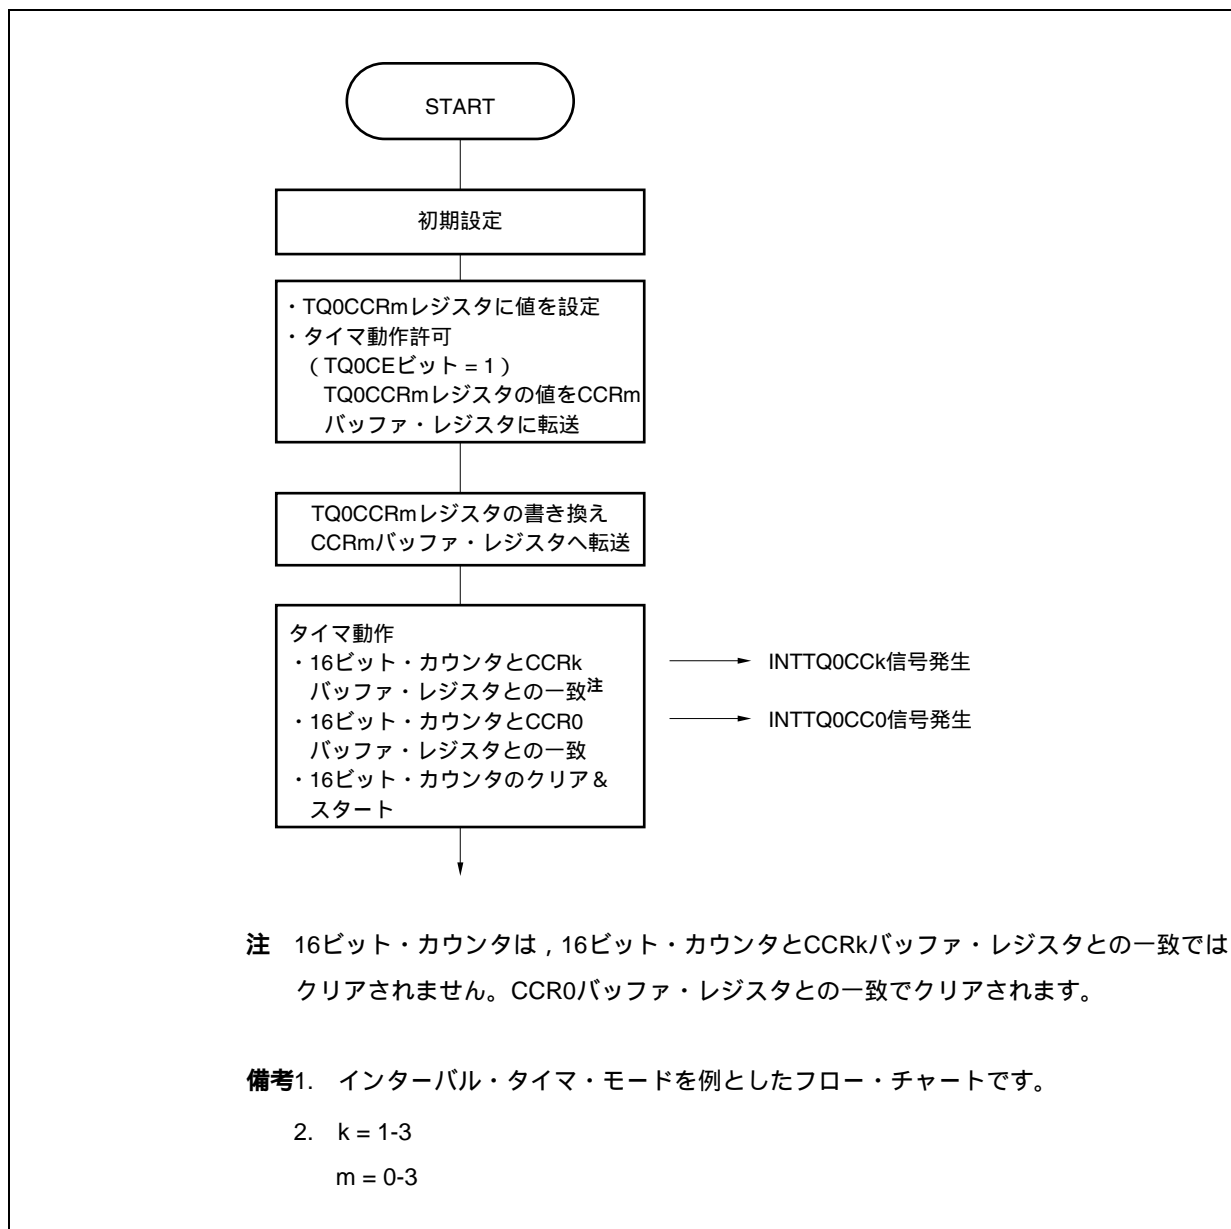 START
初期設定
・TQ0CCRmレジスタに値を設定
・タイマ動作許可
（TQ0CEビット = 1）
TQ0CCRmレジスタの値をCCRm
バッファ・レジスタに転送
TQ0CCRmレジスタの書き換え
CCRmバッファ・レジスタへ転送
タイマ動作
・16ビット・カウンタとCCRk
バッファ・レジスタとの一致注
・16ビット・カウンタとCCR0
バッファ・レジスタとの一致
・16ビット・カウンタのクリア＆
スタート
INTTQ0CCk信号発生
INTTQ0CC0信号発生
注 16ビット・カウンタは，16ビット・カウンタとCCRkバッファ・レジスタとの一致では
クリアされません。CCR0バッファ・レジスタとの一致でクリアされます。
備考1. インターバル・タイマ・モードを例としたフロー・チャートです。
2. k = 1-3
m = 0-3